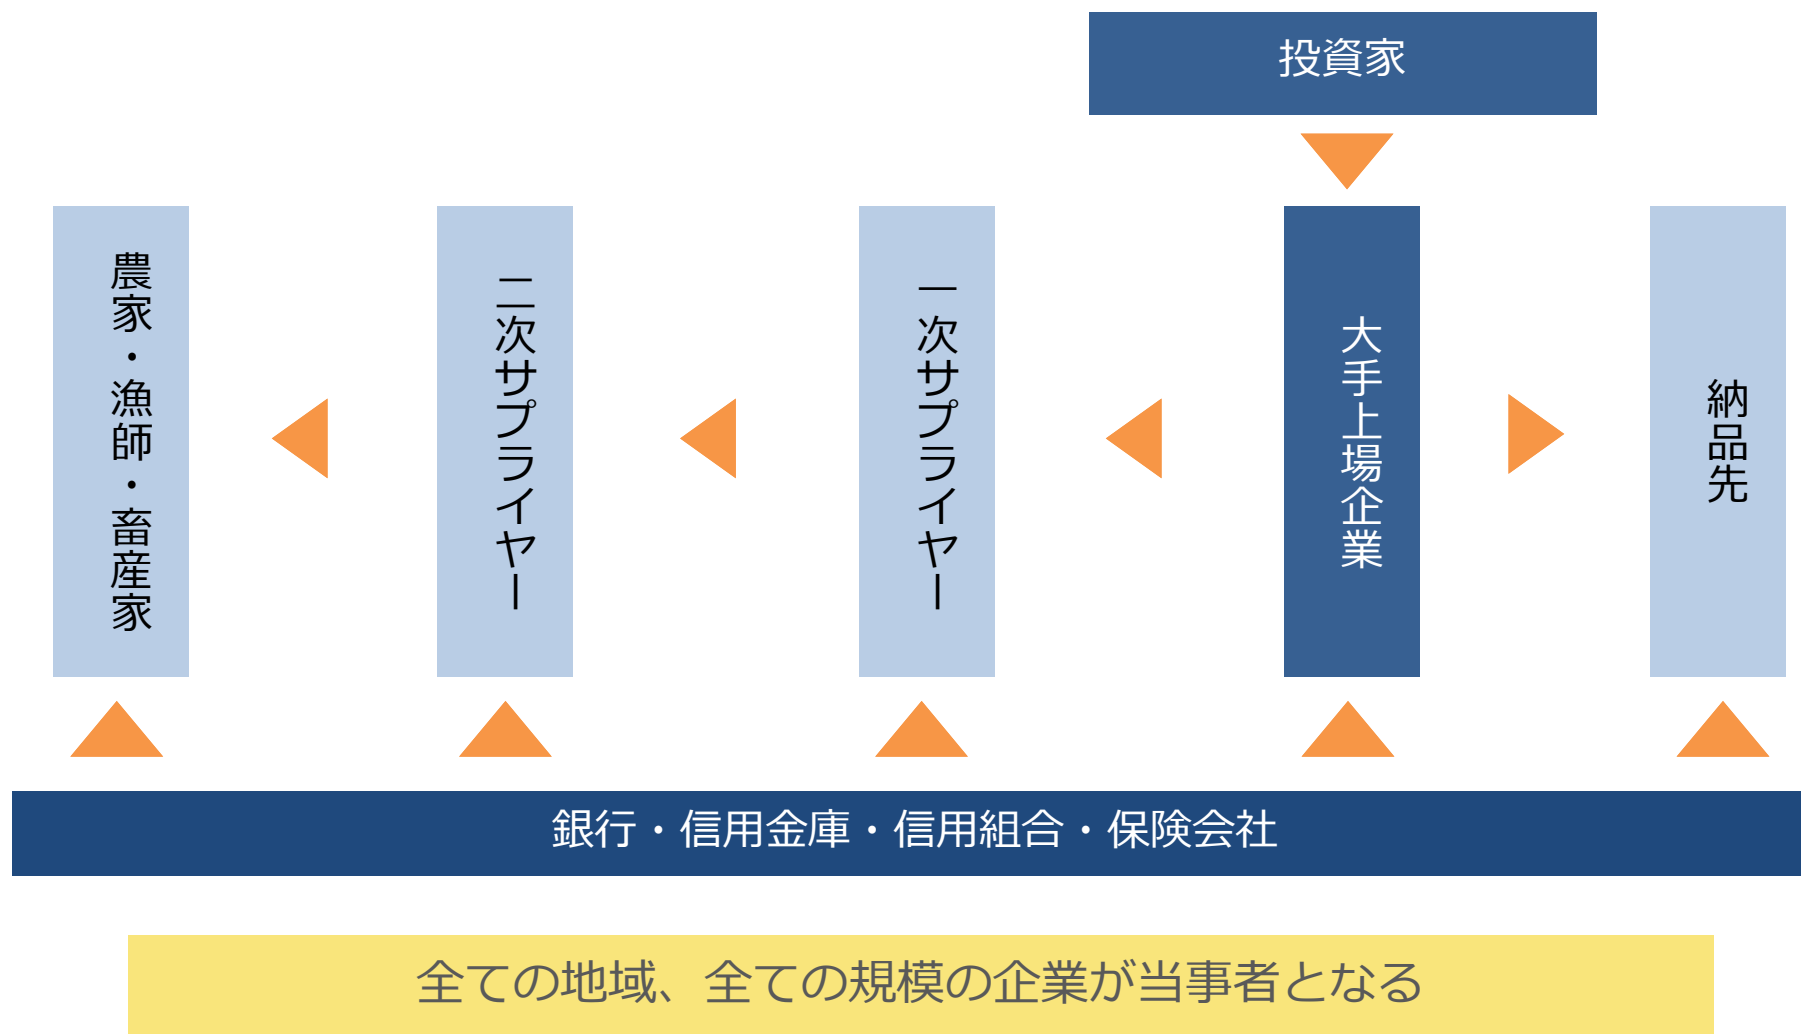 投資家
農家・漁師・畜産家
二次サプライヤー
一次サプライヤー
大手上場企業
納品先
銀行・信用金庫・信用組合・保険会社
全ての地域、全ての規模の企業が当事者となる